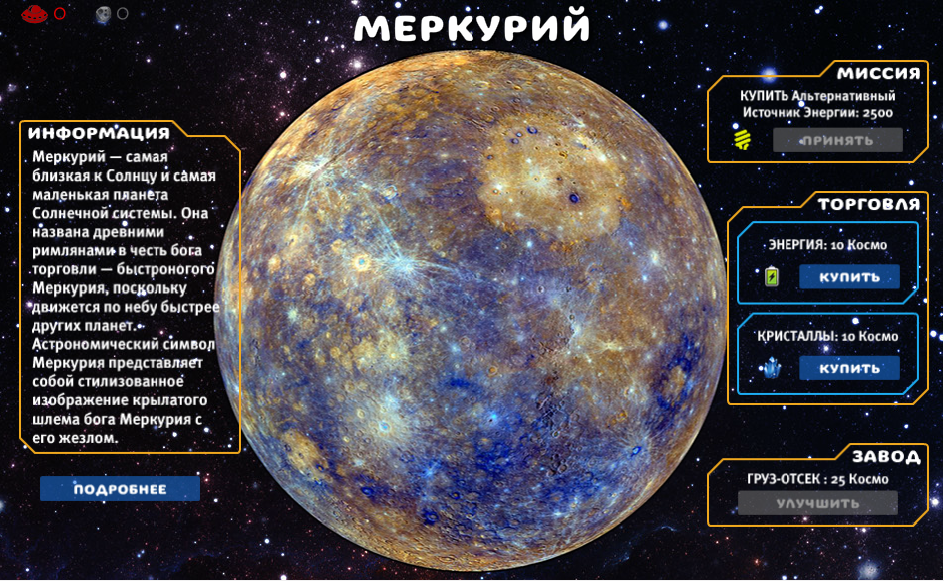 0 0
МЕРКУРИЙ
ИНФОРМАЦИЯ
Меркурий — самая
близкая к Солнцу и самая
маленькая планета
Солнечной системы. Она
названа древними
римлянами в честь бога
торговли — быстроногого
Меркурия, поскольку
движется по небу быстрее
других планет.
Астрономический символ
Меркурия представляет
собой стилизованное
изображение крылатого
шлема бога Меркурия с
его жезлом.
ПОДРОБНЕЕ
МИССИЯ
КУПИТЬ Альтернативный
Источник Энергии: 2500
ПРИНЯТЬ
ТОРГОВЛЯ
ЭНЕРГИЯ: 10 Космо
КУПИТЬ
КРИСТАЛЛЫ: 10 Космо
КУПИТЬ
ЗАВОД
ГРУЗ-ОТСЕК : 25 Космо
УЛУЧШИТЬ